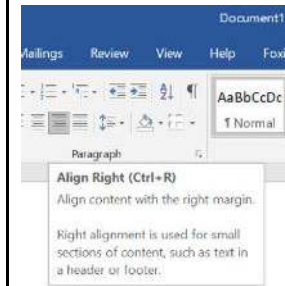 Document1
Mailings Review View Help Foxi
AaBbCcDc
¶ Normal
Paragraph
Align Right (Ctrl+R)
Align content with the right margin.
Right alignment is used for small
sections of content, such as text in
a header or footer.